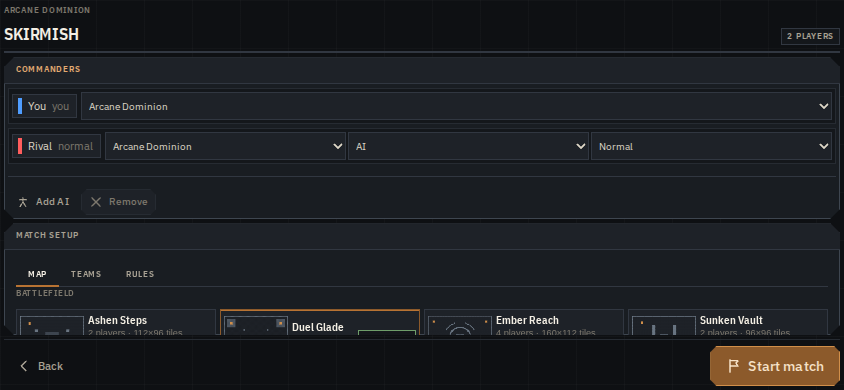 ARCANE DOMINION
SKIRMISH
2 PLAYERS
COMMANDERS
You you Arcane Dominion
Rival normal Arcane Dominion AI Normal
Add AI Remove
MATCH SETUP
MAP TEAMS RULES
BATTLEFIELD
Ashen Steps Duel Glade Ember Reach Sunken Vault
2 players · 112×96 tiles 4 players · 160×112 tiles 2 players · 96×96 tiles
Back Start match